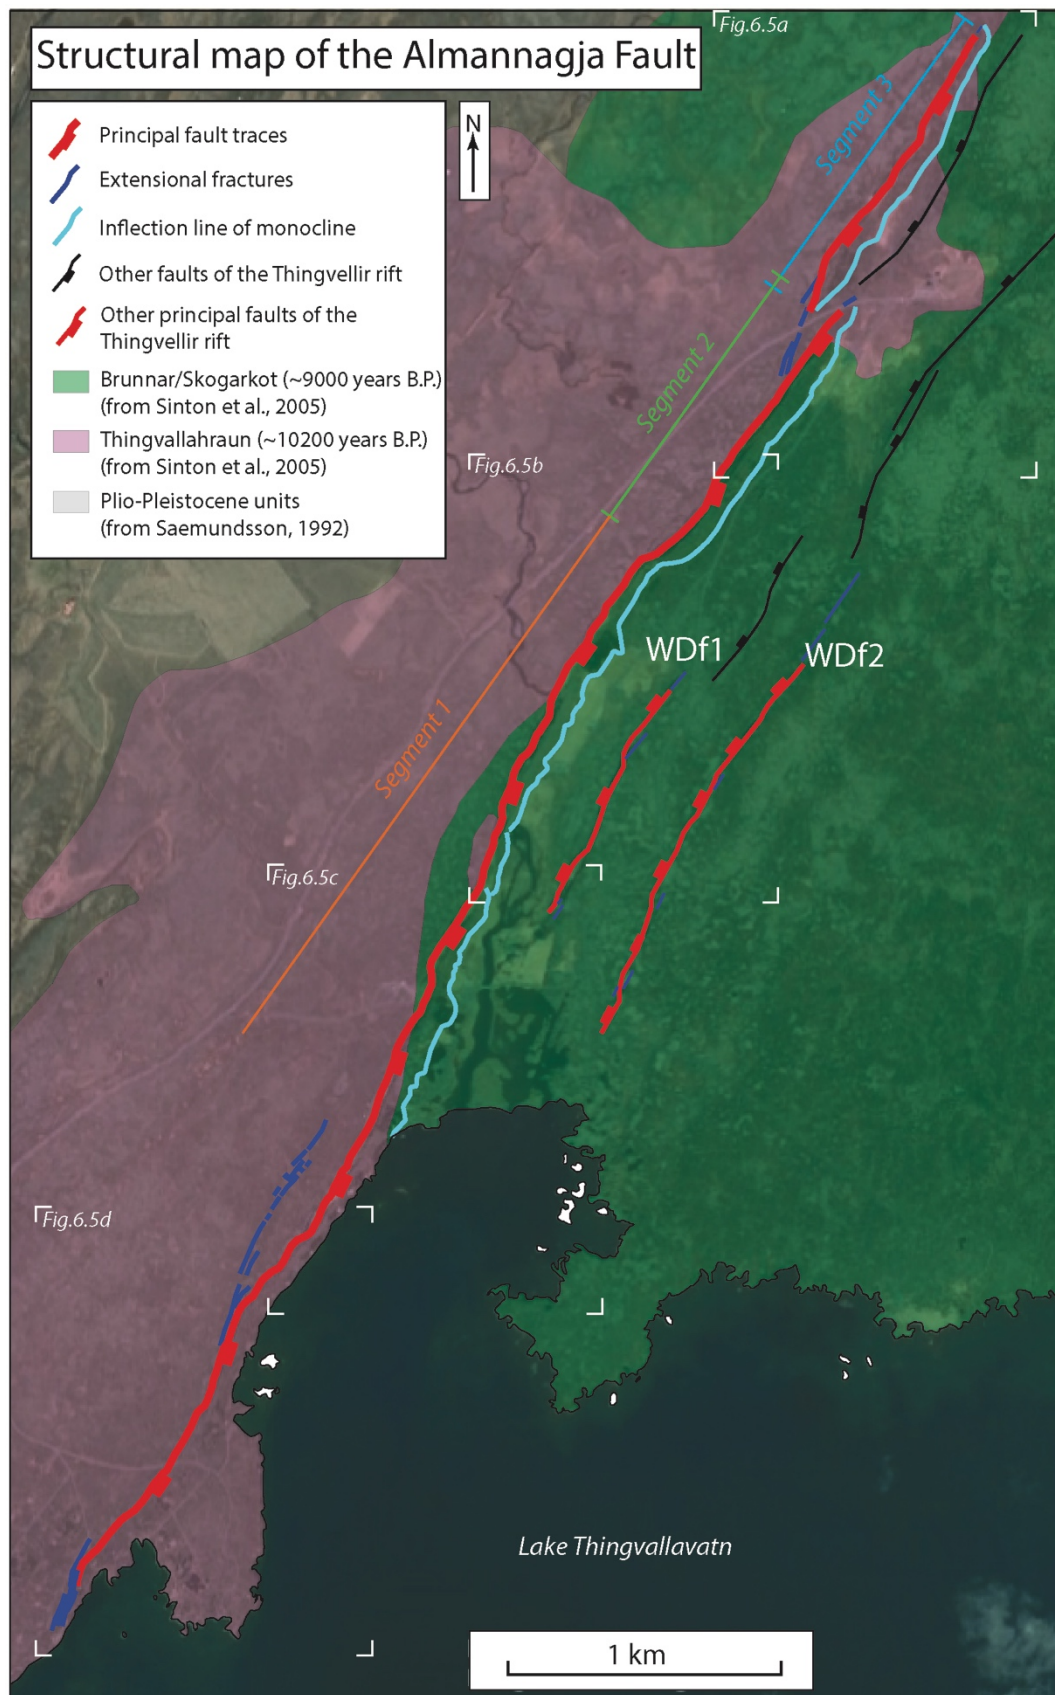 Structural map of the Almannagja Fault
Fig.6.5a
N
Principal fault traces
Extensional fractures
Inflection line of monocline
Other faults of the Thingvellir rift
Other principal faults of the
Thingvellir rift
Brunnar/Skogarkot (~9000 years B.P.)
(from Sinton et al., 2005)
Thingvallahraun (~10200 years B.P.)
(from Sinton et al., 2005)
Plio-Pleistocene units
(from Saemundsson, 1992)
Segment 3
Segment 2
Fig.6.5b
WDf1
WDf2
Segment 1
Fig.6.5c
Fig.6.5d
Lake Thingvallavatn
1 km